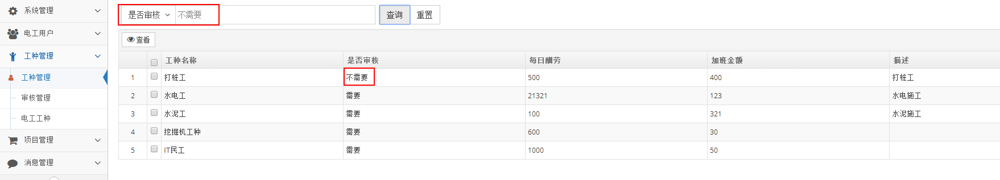 系统管理
电工用户
工种管理
工种管理
审核管理
电工工种
项目管理
消息管理
是否审核 不需要 查询 重置
查看
工种名称 是否审核 每日酬劳 加班金额 描述
1 打桩工 不需要 500 400 打桩工
2 水电工 需要 21321 123 水电施工
3 水泥工 需要 100 321 水泥施工
4 挖掘机工种 需要 600 30
5 IT民工 需要 1000 50